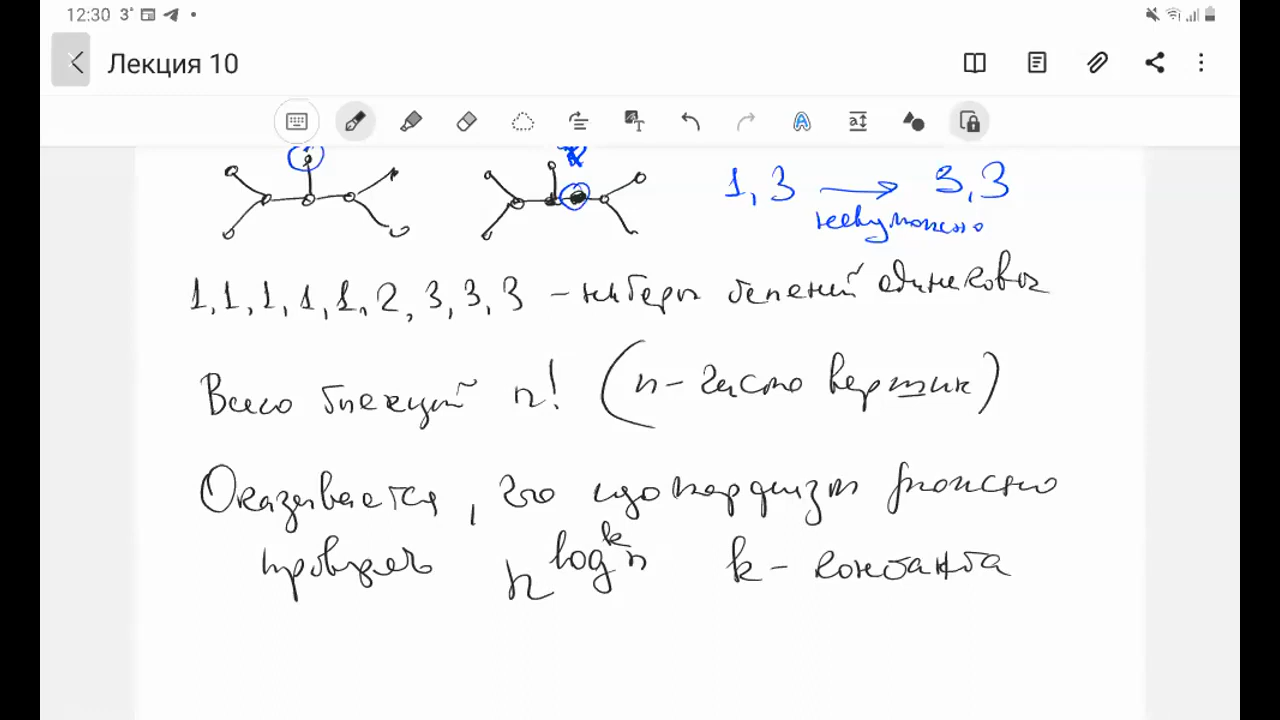 12:30 3°
Лекция 10
1,3 → 3,3
невозможно
1, 1, 1, 1, 1, 2, 3, 3, 3 – наборы степеней одинаковы
Всего биекций n! (n – число вершин)
Оказывается, что изоморфизм можно
проверить n^{log^k n} k – константа